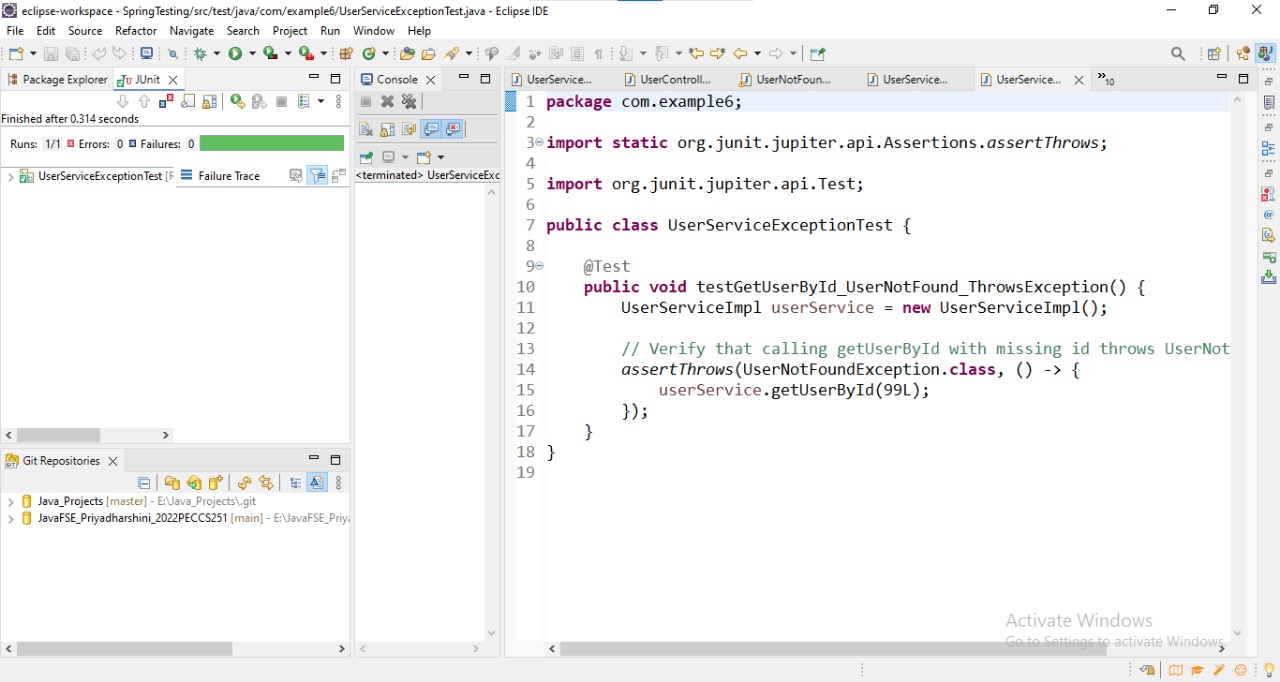 eclipse-workspace - SpringTesting/src/test/java/com/example6/UserServiceExceptionTest.java - Eclipse IDE
File Edit Source Refactor Navigate Search Project Run Window Help
Package Explorer JUnit
Finished after 0.314 seconds
Runs: 1/1 Errors: 0 Failures: 0
UserServiceExceptionTest [R
Failure Trace
Git Repositories
Java_Projects [master] - E:\Java_Projects\.git
JavaFSE_Priyadharshini_2022PECCS251 [main] - E:\JavaFSE_Priya
Console
<terminated> UserServiceExc
UserService... UserControll... UserNotFoun... UserService... UserService... »10
1 package com.example6;
2
3 import static org.junit.jupiter.api.Assertions.assertThrows;
4
5 import org.junit.jupiter.api.Test;
6
7 public class UserServiceExceptionTest {
8
9 @Test
10 public void testGetUserById_UserNotFound_ThrowsException() {
11 UserServiceImpl userService = new UserServiceImpl();
12
13 // Verify that calling getUserById with missing id throws UserNot
14 assertThrows(UserNotFoundException.class, () -> {
15 userService.getUserById(99L);
16 });
17 }
18 }
19
Activate Windows
Go to Settings to activate Windows.